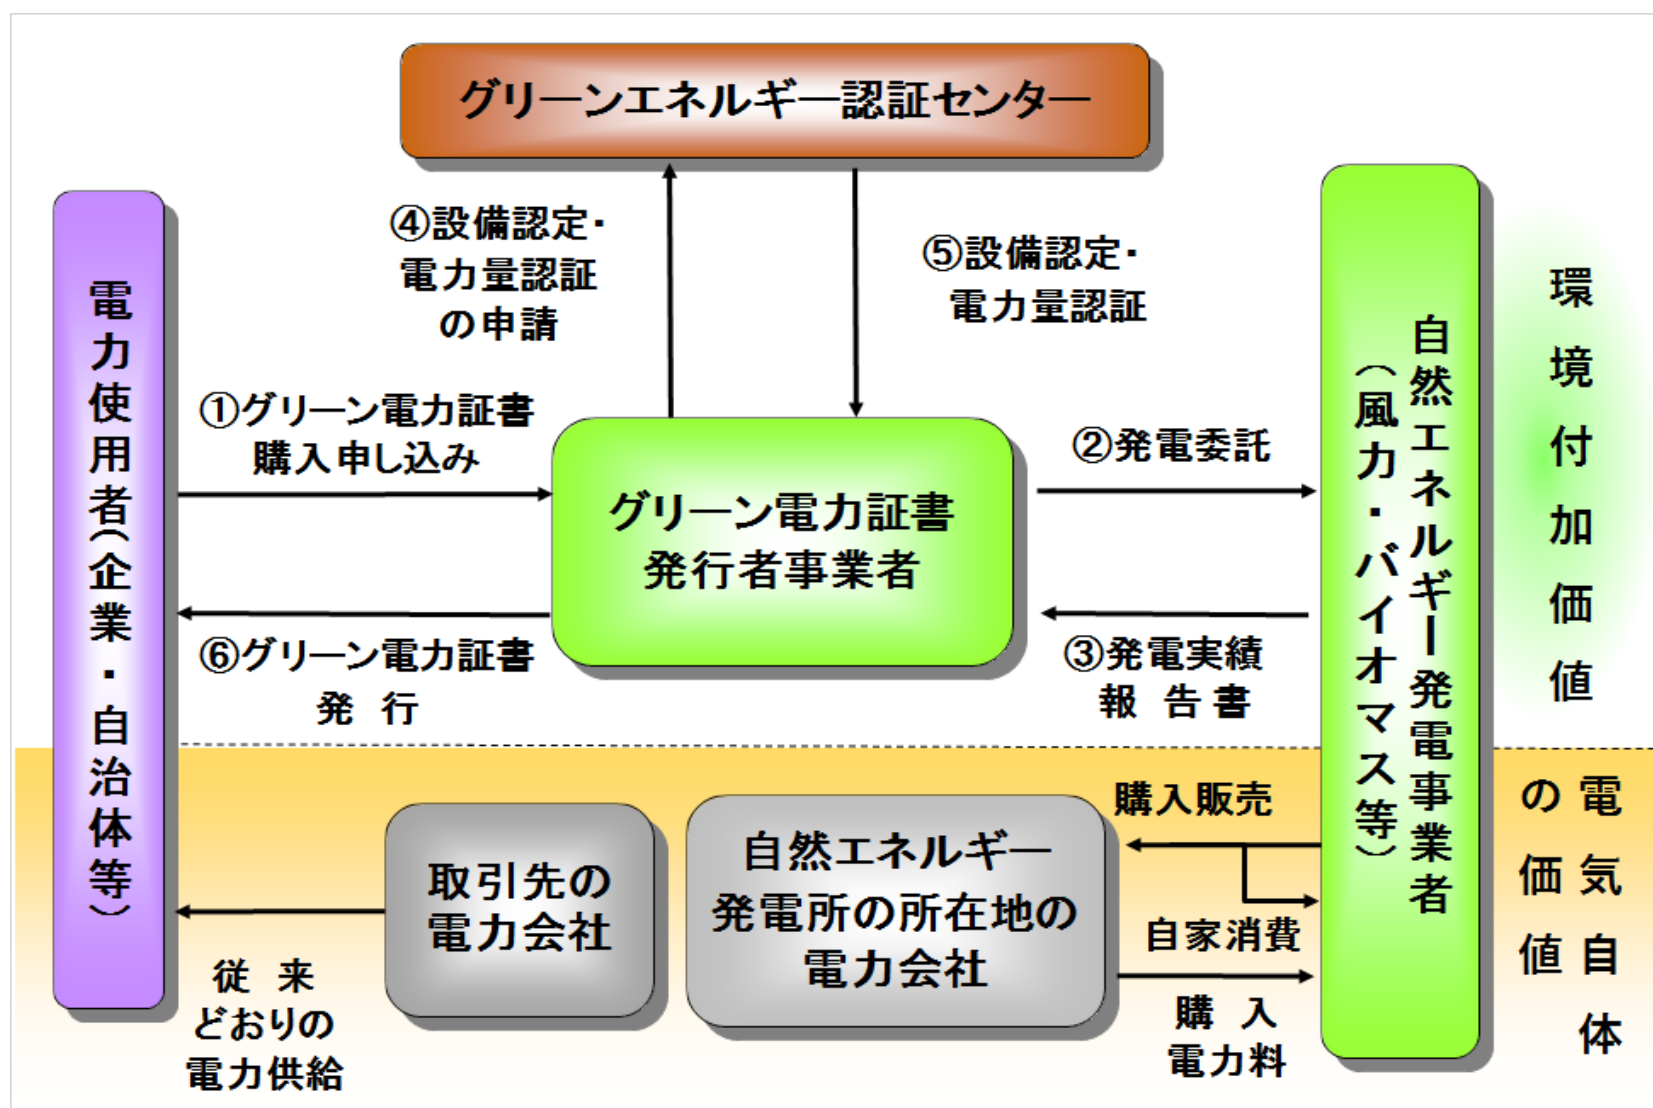 グリーンエネルギー認証センター
④設備認定・
電力量認証
の申請
⑤設備認定・
電力量認証
電力使用者(企業・自治体等)
①グリーン電力証書
購入申し込み
グリーン電力証書
発行者事業者
②発電委託
⑥グリーン電力証書
発 行
③発電実績
報 告 書
自然エネルギー発電事業者
(風力・バイオマス等)
環境付加価値
取引先の
電力会社
従 来
どおりの
電力供給
自然エネルギー
発電所の所在地の
電力会社
購入販売
自家消費
購 入
電力料
電気自体
の価値